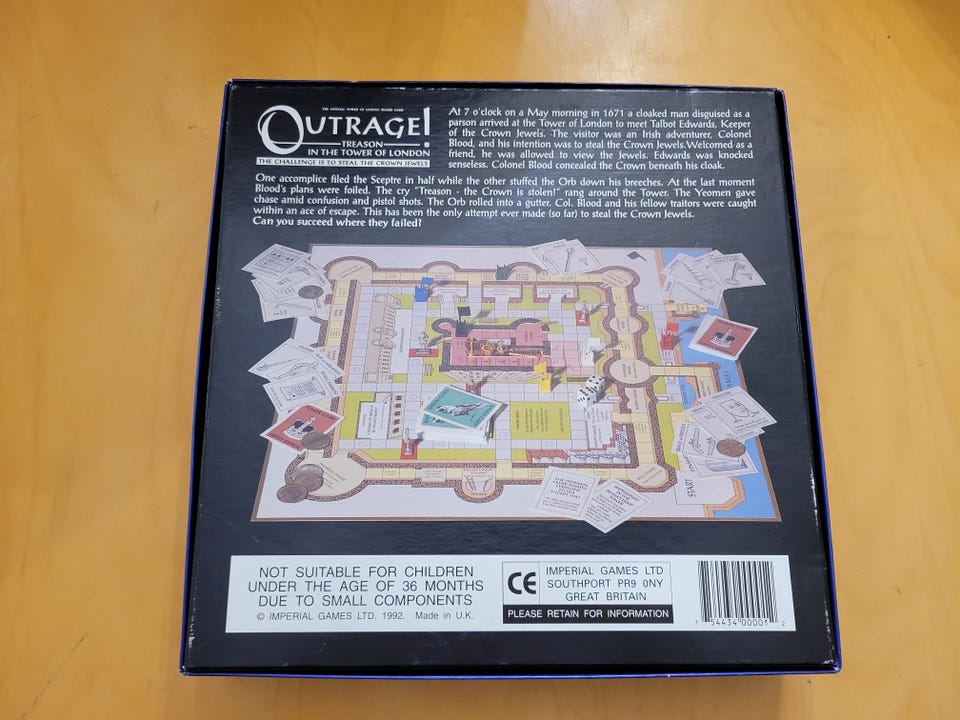 THE OFFICIAL TOWER OF LONDON BOARD GAME
OUTRAGE!
TREASON
IN THE TOWER OF LONDON
THE CHALLENGE IS TO STEAL THE CROWN JEWELS
At 7 o'clock on a May morning in 1671 a cloaked man disguised as a
parson arrived at the Tower of London to meet Talbot Edwards, Keeper
of the Crown Jewels. The visitor was an Irish adventurer, Colonel
Blood, and his intention was to steal the Crown Jewels.Welcomed as a
friend, he was allowed to view the Jewels. Edwards was knocked
senseless. Colonel Blood concealed the Crown beneath his cloak.
One accomplice filed the Sceptre in half while the other stuffed the Orb down his breeches. At the last moment
Blood's plans were foiled. The cry "Treason - the Crown is stolen!" rang around the Tower. The Yeomen gave
chase amid confusion and pistol shots. The Orb rolled into a gutter. Col. Blood and his fellow traitors were caught
within an ace of escape. This has been the only attempt ever made (so far) to steal the Crown Jewels.
Can you succeed where they failed?
START
NOT SUITABLE FOR CHILDREN
UNDER THE AGE OF 36 MONTHS
DUE TO SMALL COMPONENTS
© IMPERIAL GAMES LTD. 1992. Made in U.K.
CE
IMPERIAL GAMES LTD
SOUTHPORT PR9 0NY
GREAT BRITAIN
PLEASE RETAIN FOR INFORMATION
7 54434 00001 2